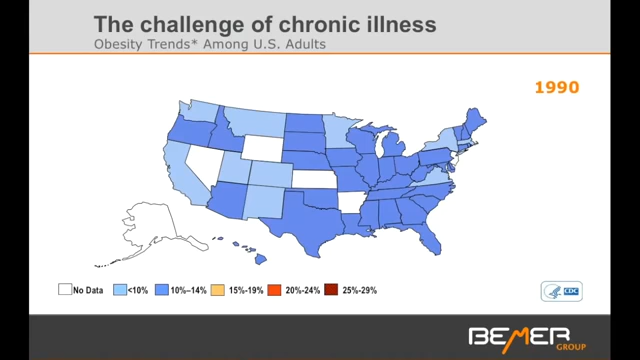 The challenge of chronic illness
Obesity Trends* Among U.S. Adults
1990
No Data
<10%
10%–14%
15%-19%
20%-24%
25%-29%
CDC
BEMER
GROUP